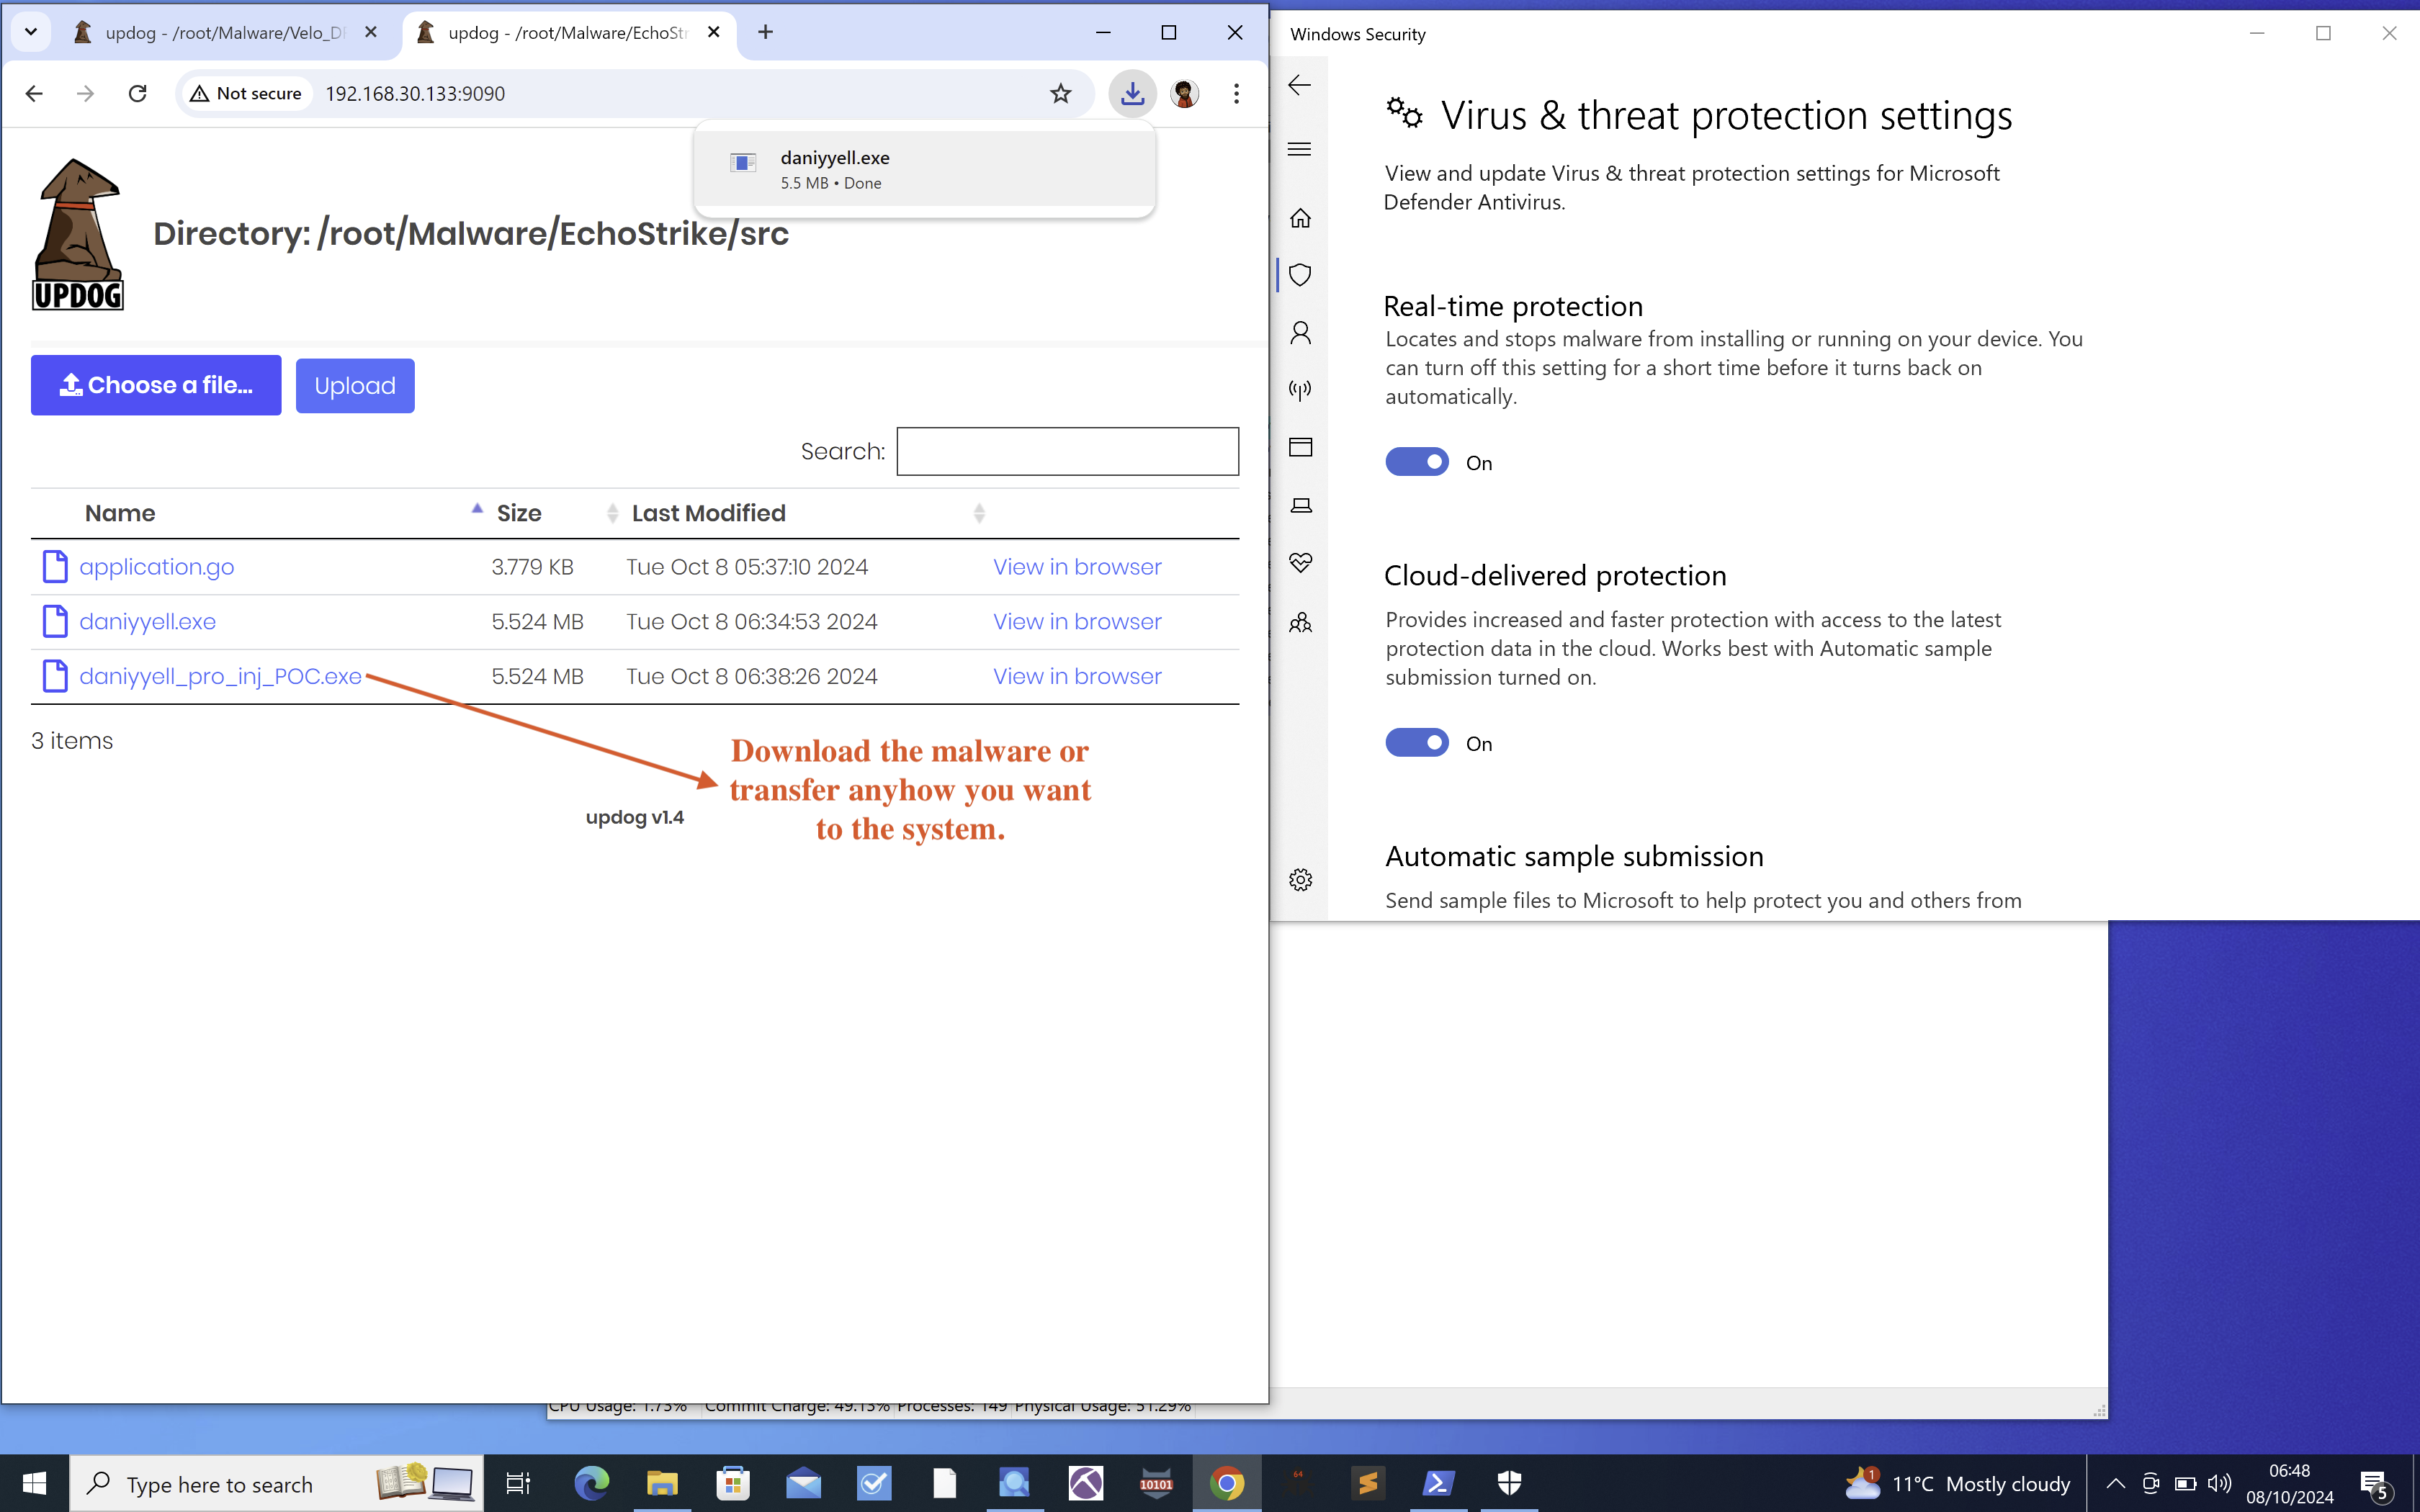 updog - /root/Malware/Velo_D
updog - /root/Malware/EchoStr
Not secure
192.168.30.133:9090
daniyyell.exe
5.5 MB • Done
UPDOG
Directory: /root/Malware/EchoStrike/src
Choose a file...
Upload
Search:
Name Size Last Modified
application.go 3.779 KB Tue Oct 8 05:37:10 2024 View in browser
daniyyell.exe 5.524 MB Tue Oct 8 06:34:53 2024 View in browser
daniyyell_pro_inj_POC.exe 5.524 MB Tue Oct 8 06:38:26 2024 View in browser
3 items
Download the malware or
transfer anyhow you want
to the system.
updog v1.4
Windows Security
Virus & threat protection settings
View and update Virus & threat protection settings for Microsoft
Defender Antivirus.
Real-time protection
Locates and stops malware from installing or running on your device. You
can turn off this setting for a short time before it turns back on
automatically.
On
Cloud-delivered protection
Provides increased and faster protection with access to the latest
protection data in the cloud. Works best with Automatic sample
submission turned on.
On
Automatic sample submission
Send sample files to Microsoft to help protect you and others from
CPU Usage: 1.73% Commit Charge: 49.13% Processes: 149 Physical Usage: 51.29%
Type here to search
10101
64
1
11°C Mostly cloudy
06:48
08/10/2024
5